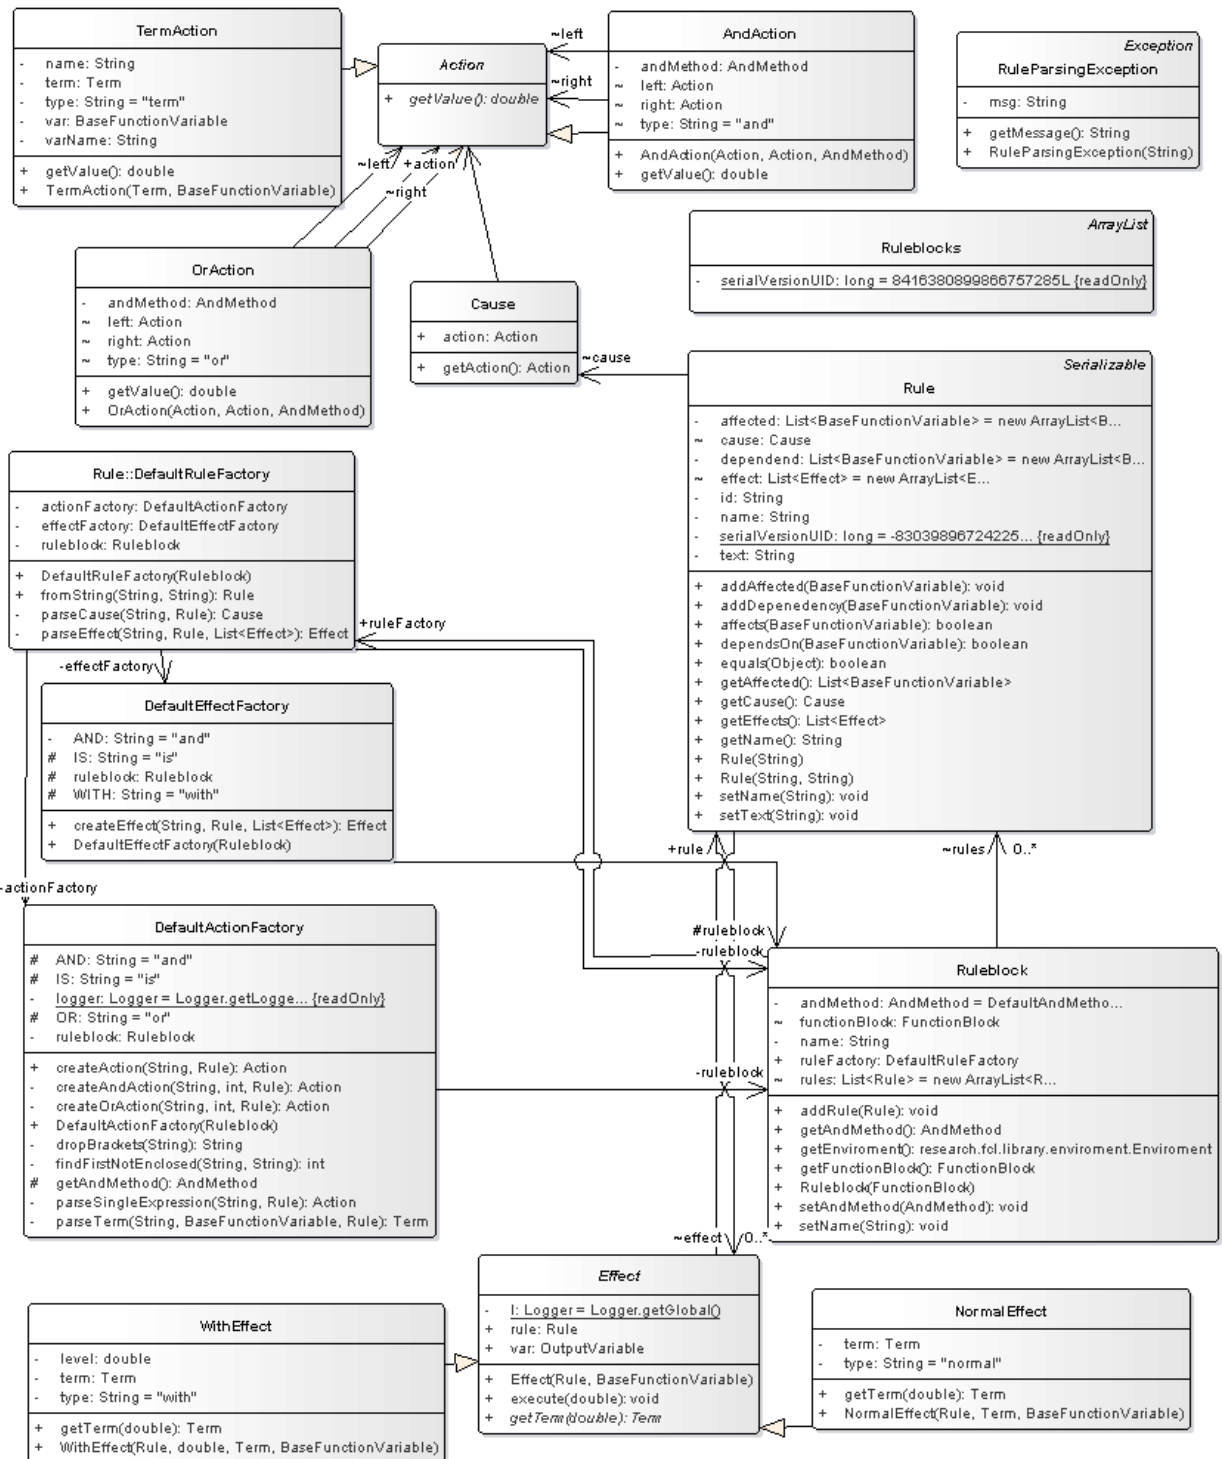 TermAction
- name: String
- term: Term
- type: String = "term"
- var: BaseFunctionVariable
- varName: String
+ getValue(): double
+ TermAction(Term, BaseFunctionVariable)
Action
+ getValue(): double
~left
~right
AndAction
- andMethod: AndMethod
~ left: Action
~ right: Action
~ type: String = "and"
+ AndAction(Action, Action, AndMethod)
+ getValue(): double
Exception
RuleParsingException
- msg: String
+ getMessage(): String
+ RuleParsingException(String)
~left
+action
~right
ArrayList
Ruleblocks
- serialVersionUID: long = 8416380899866757285L {readOnly}
OrAction
- andMethod: AndMethod
~ left: Action
~ right: Action
~ type: String = "or"
+ getValue(): double
+ OrAction(Action, Action, AndMethod)
Cause
+ action: Action
+ getAction(): Action
~cause
Serializable
Rule
- affected: List<BaseFunctionVariable> = new ArrayList<B...
~ cause: Cause
- dependend: List<BaseFunctionVariable> = new ArrayList<B...
~ effect: List<Effect> = new ArrayList<E...
- id: String
- name: String
- serialVersionUID: long = -83039896724225... {readOnly}
- text: String
+ addAffected(BaseFunctionVariable): void
+ addDepenedency(BaseFunctionVariable): void
+ affects(BaseFunctionVariable): boolean
+ dependsOn(BaseFunctionVariable): boolean
+ equals(Object): boolean
+ getAffected(): List<BaseFunctionVariable>
+ getCause(): Cause
+ getEffects(): List<Effect>
+ getName(): String
+ Rule(String)
+ Rule(String, String)
+ setName(String): void
+ setText(String): void
Rule::DefaultRuleFactory
- actionFactory: DefaultActionFactory
- effectFactory: DefaultEffectFactory
- ruleblock: Ruleblock
+ DefaultRuleFactory(Ruleblock)
+ fromString(String, String): Rule
- parseCause(String, Rule): Cause
- parseEffect(String, Rule, List<Effect>): Effect
+ruleFactory
-effectFactory
DefaultEffectFactory
- AND: String = "and"
# IS: String = "is"
# ruleblock: Ruleblock
# WITH: String = "with"
+ createEffect(String, Rule, List<Effect>): Effect
+ DefaultEffectFactory(Ruleblock)
+rule
~rules
0..*
-actionFactory
DefaultActionFactory
# AND: String = "and"
# IS: String = "is"
- logger: Logger = Logger.getLogge... {readOnly}
# OR: String = "or"
- ruleblock: Ruleblock
+ createAction(String, Rule): Action
- createAndAction(String, int, Rule): Action
- createOrAction(String, int, Rule): Action
+ DefaultActionFactory(Ruleblock)
- dropBrackets(String): String
- findFirstNotEnclosed(String, String): int
# getAndMethod(): AndMethod
- parseSingleExpression(String, Rule): Action
- parseTerm(String, BaseFunctionVariable, Rule): Term
#ruleblock
-ruleblock
-ruleblock
Ruleblock
- andMethod: AndMethod = DefaultAndMetho...
~ functionBlock: FunctionBlock
- name: String
+ ruleFactory: DefaultRuleFactory
~ rules: List<Rule> = new ArrayList<R...
+ addRule(Rule): void
+ getAndMethod(): AndMethod
+ getEnviroment(): research.fcl.library.enviroment.Enviroment
+ getFunctionBlock(): FunctionBlock
+ Ruleblock(FunctionBlock)
+ setAndMethod(AndMethod): void
+ setName(String): void
~effect
0..*
Effect
- l: Logger = Logger.getGlobal()
+ rule: Rule
+ var: OutputVariable
+ Effect(Rule, BaseFunctionVariable)
+ execute(double): void
+ getTerm(double): Term
WithEffect
- level: double
- term: Term
- type: String = "with"
+ getTerm(double): Term
+ WithEffect(Rule, double, Term, BaseFunctionVariable)
NormalEffect
- term: Term
- type: String = "normal"
+ getTerm(double): Term
+ NormalEffect(Rule, Term, BaseFunctionVariable)